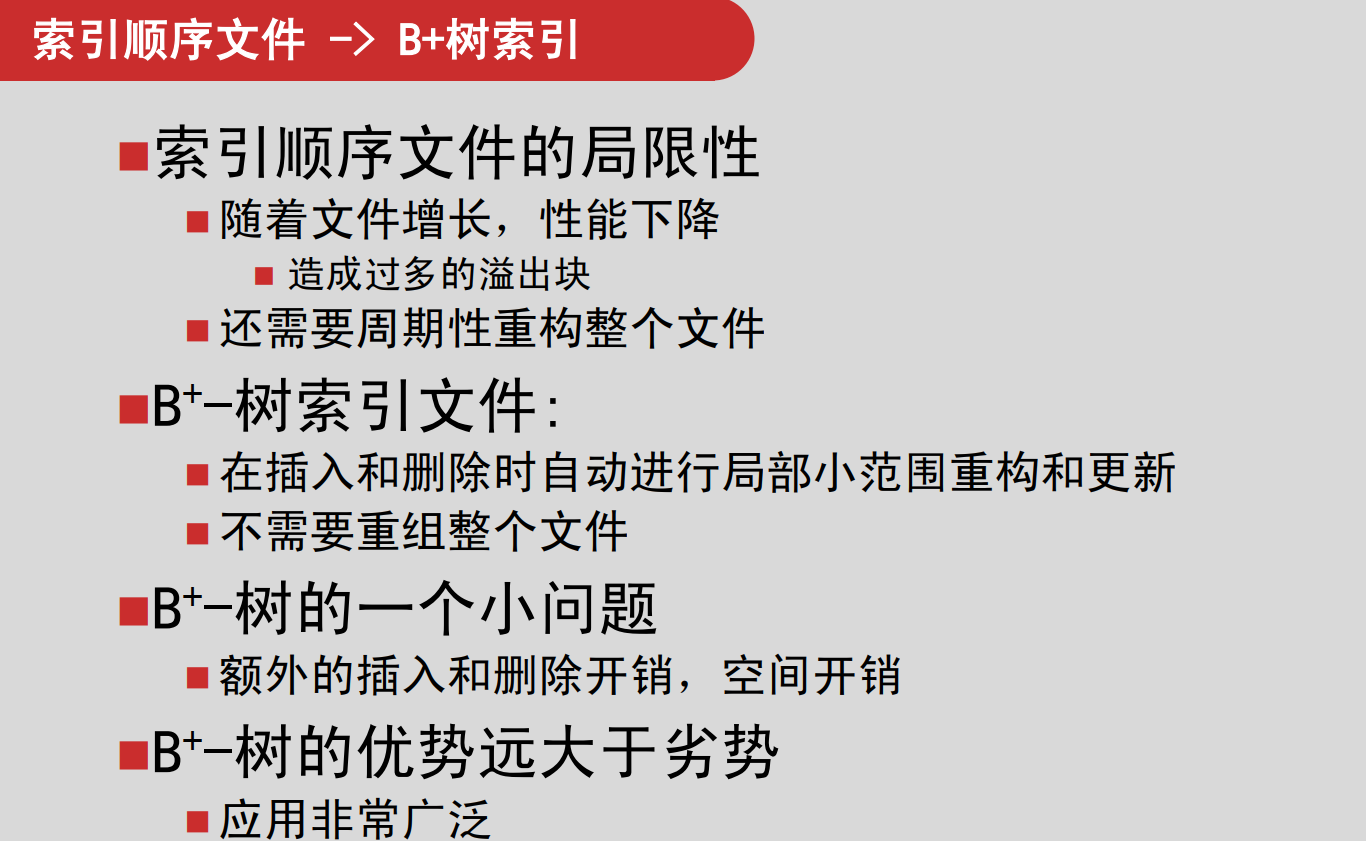 索引顺序文件 -> B+树索引
索引顺序文件的局限性
随着文件增长，性能下降
造成过多的溢出块
还需要周期性重构整个文件
B+-树索引文件：
在插入和删除时自动进行局部小范围重构和更新
不需要重组整个文件
B+-树的一个小问题
额外的插入和删除开销，空间开销
B+-树的优势远大于劣势
应用非常广泛